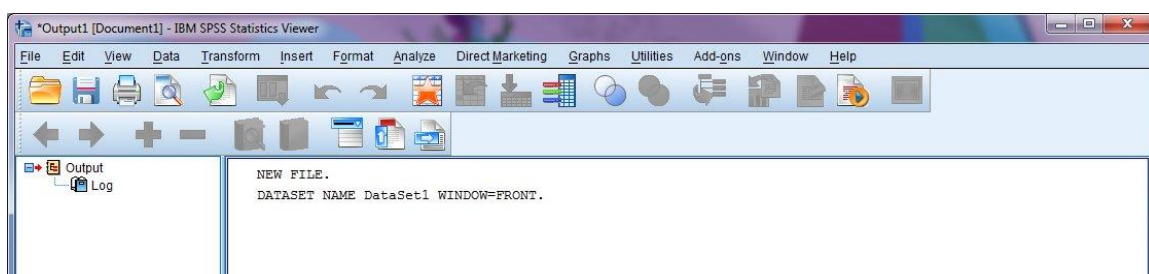 *Output1 [Document1] - IBM SPSS Statistics Viewer
File Edit View Data Transform Insert Format Analyze Direct Marketing Graphs Utilities Add-ons Window Help
Output
Log
NEW FILE.
DATASET NAME DataSet1 WINDOW=FRONT.